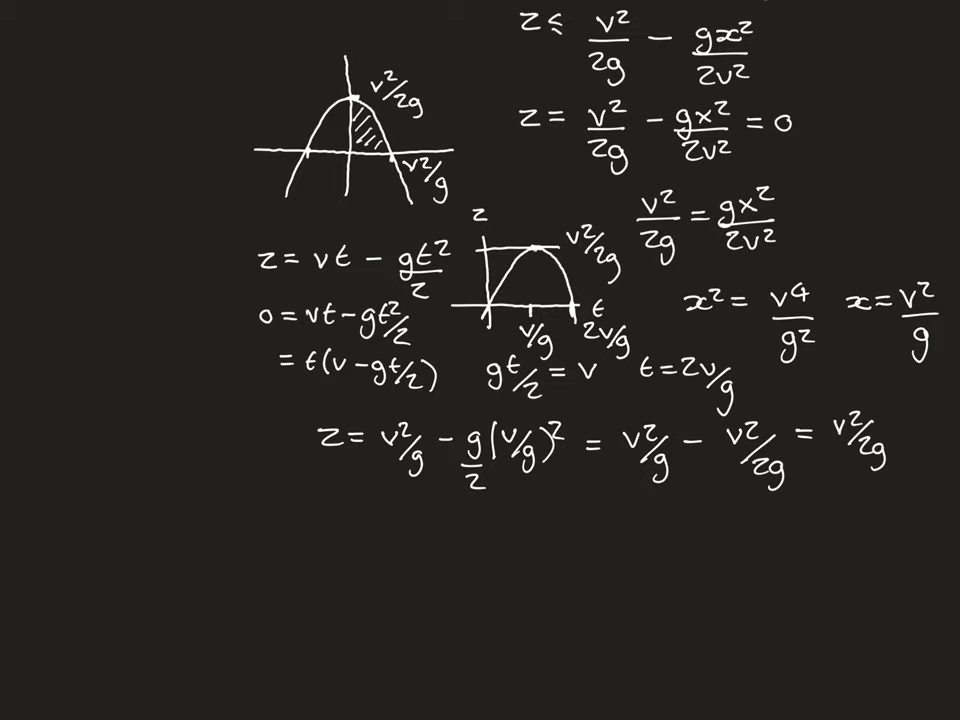 z ≤ v²/2g − gx²/2v²
v²/2g
z = v²/2g − gx²/2v² = 0
v²/g
v²/2g = gx²/2v²
z
v²/2g
z = vt − gt²/2
t
x² = v⁴/g² x = v²/g
0 = vt − gt²/2
v/g 2v/g
= t(v − gt/2) gt/2 = v t = 2v/g
z = v²/g − g/2 (v/g)² = v²/g − v²/2g = v²/2g